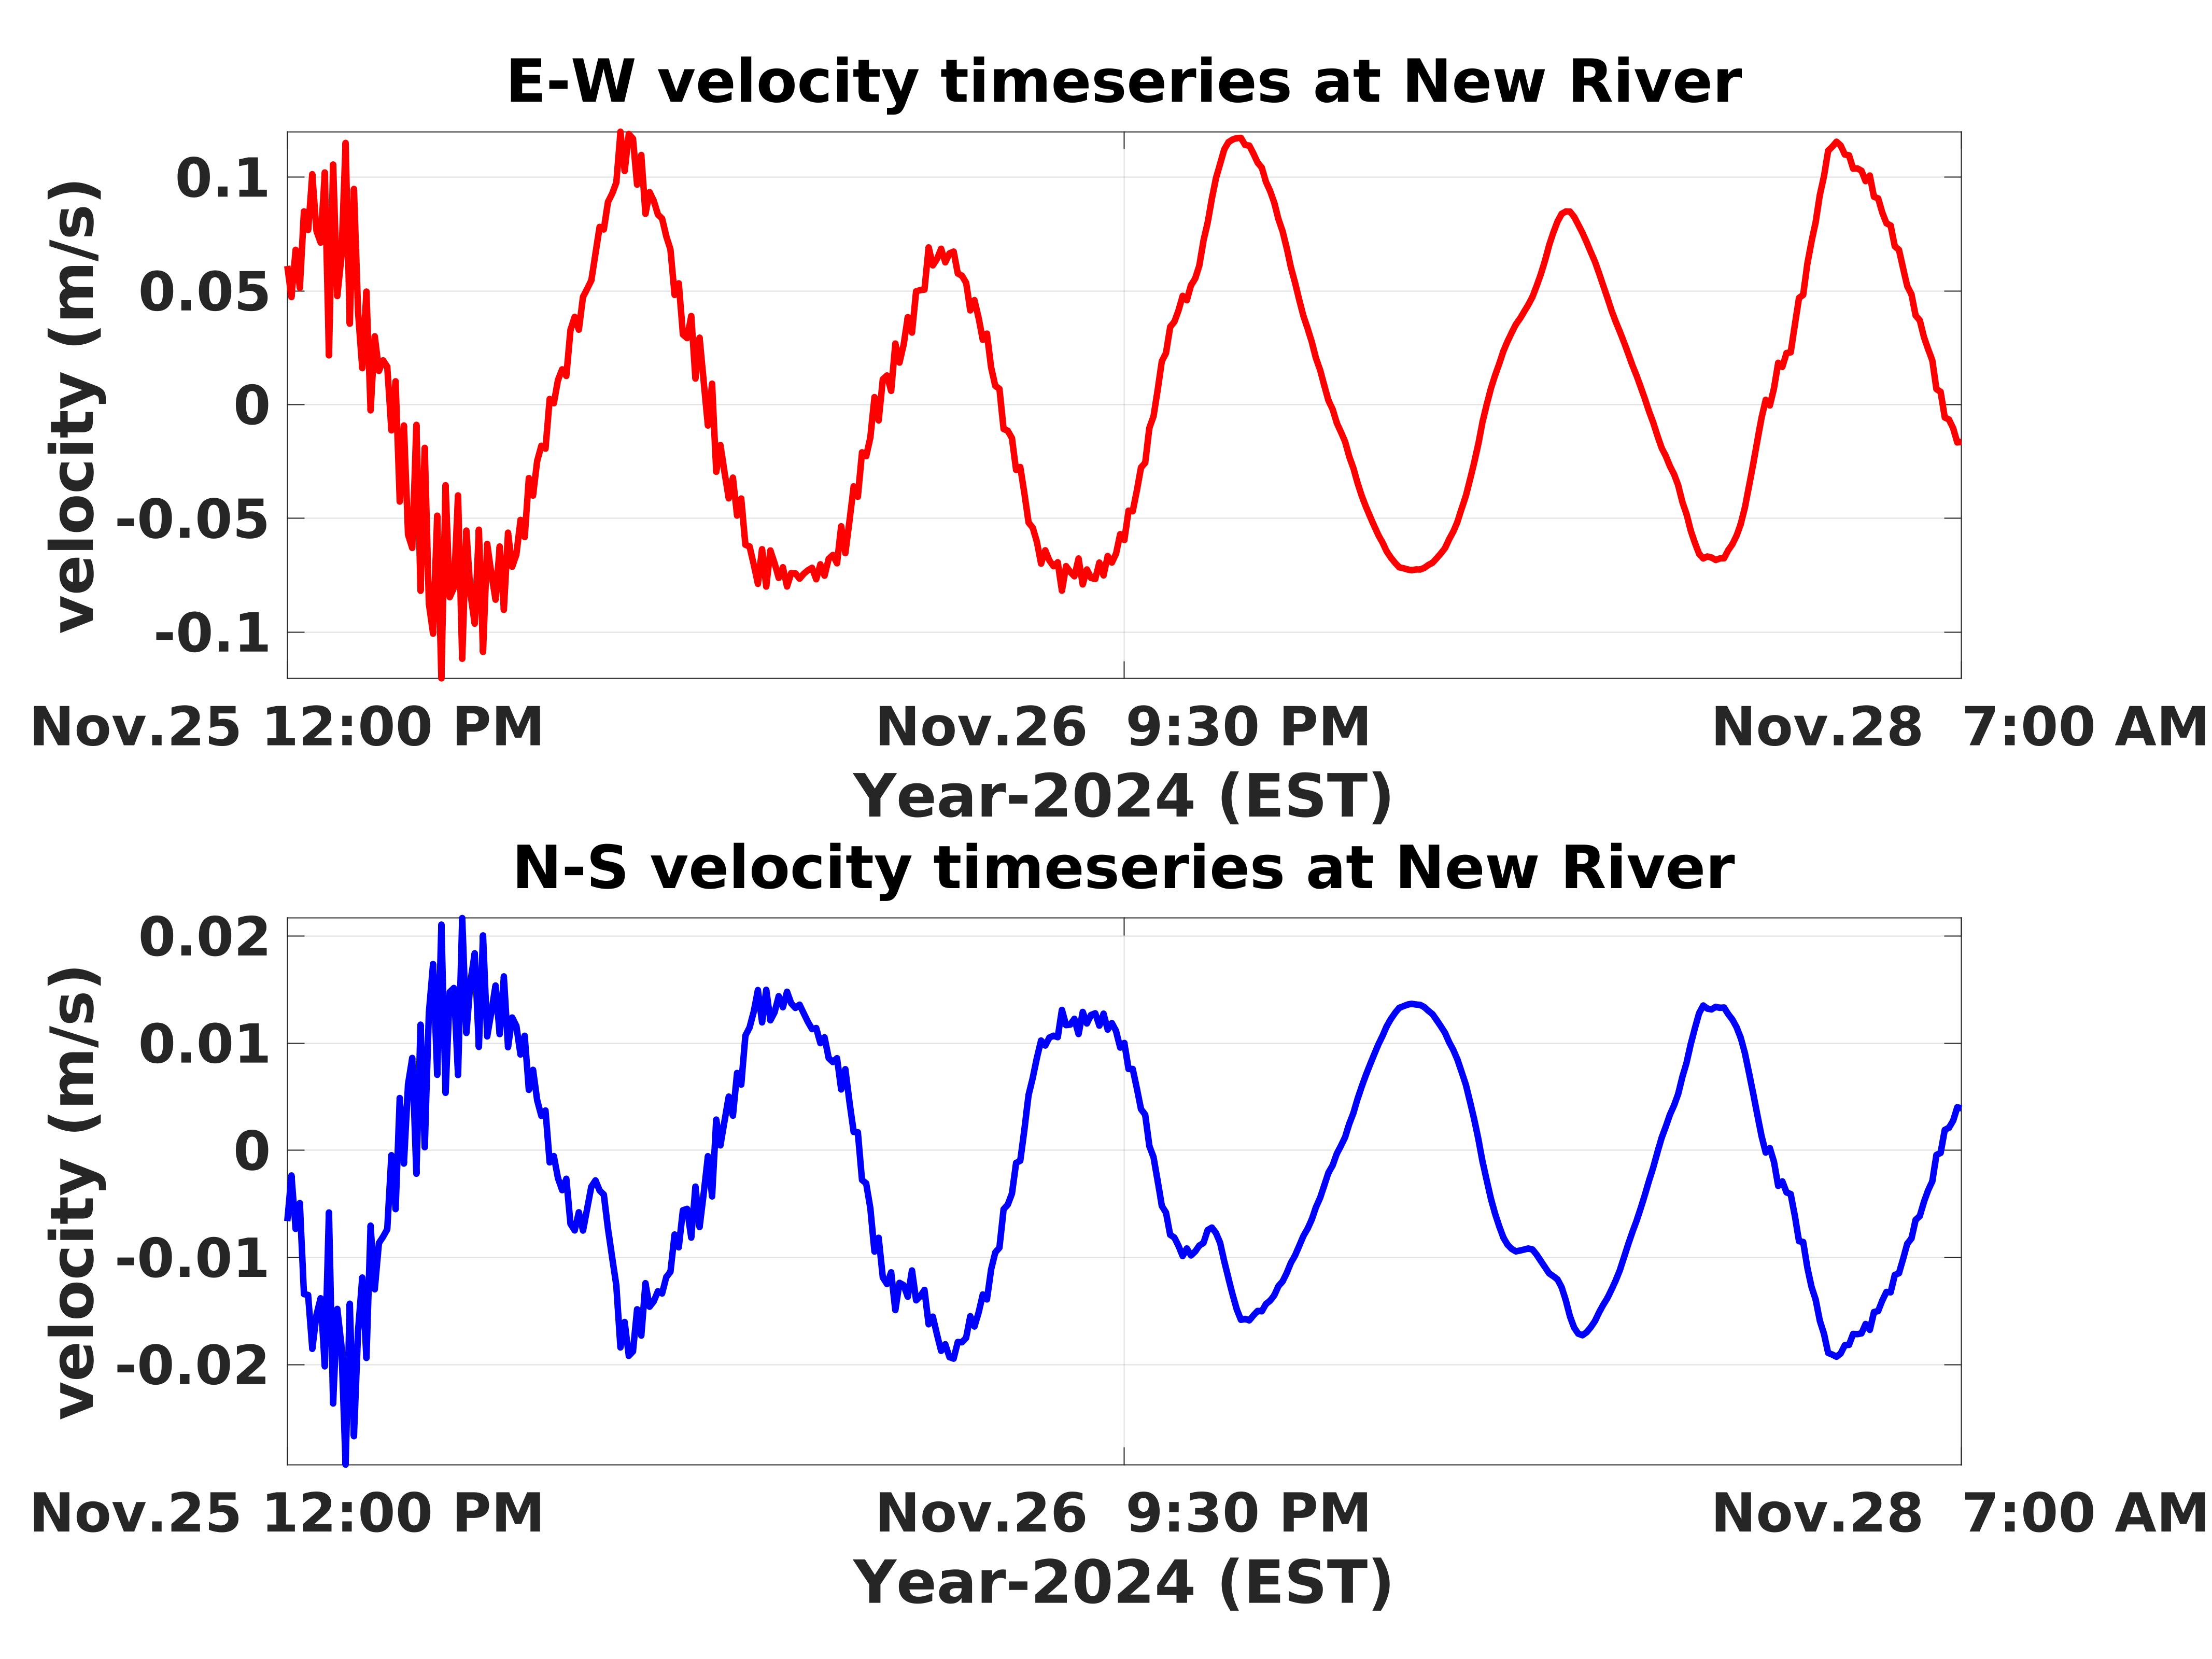 E-W velocity timeseries at New River
velocity (m/s)
0.1
0.05
0
-0.05
-0.1
Nov.25 12:00 PM
Nov.26  9:30 PM
Nov.28  7:00 AM
Year-2024 (EST)
N-S velocity timeseries at New River
velocity (m/s)
0.02
0.01
0
-0.01
-0.02
Nov.25 12:00 PM
Nov.26  9:30 PM
Nov.28  7:00 AM
Year-2024 (EST)